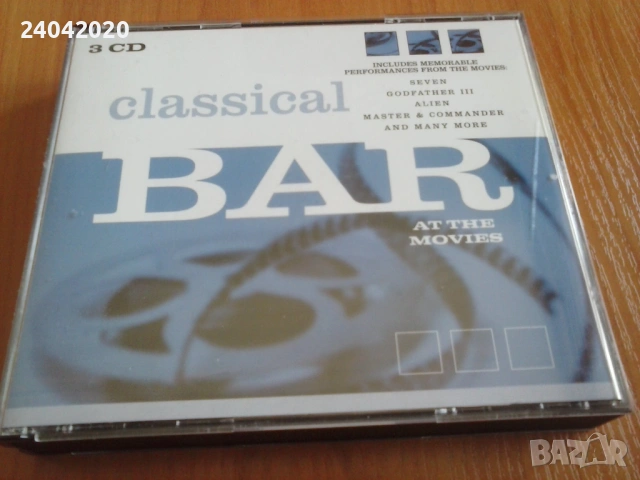 24042020
3 CD
INCLUDES MEMORABLE
PERFORMANCES FROM THE MOVIES:
SEVEN
GODFATHER III
ALIEN
MASTER & COMMANDER
AND MANY MORE
classical
BAR
AT THE
MOVIES
BAZAR